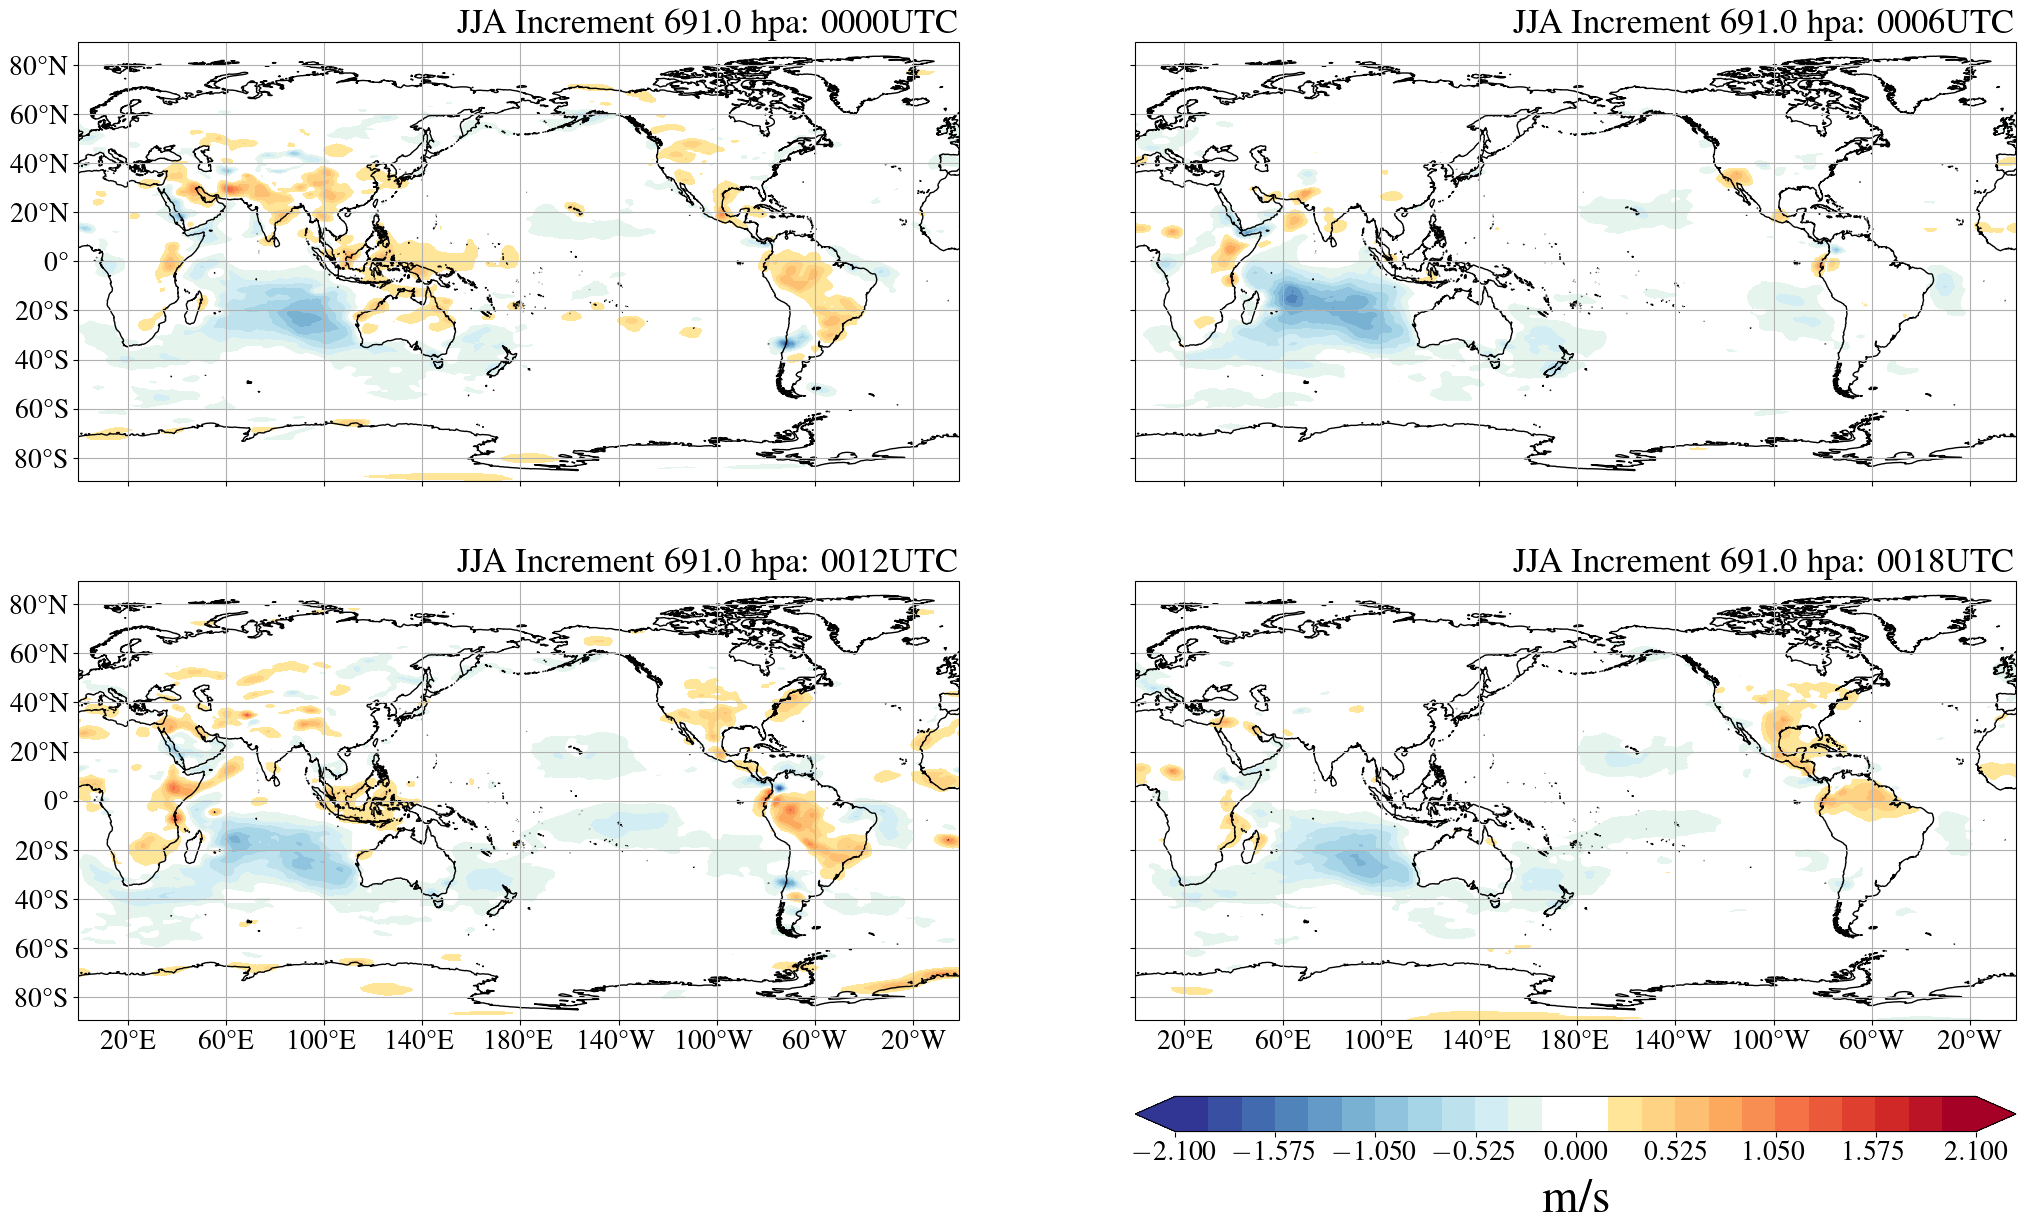 JJA Increment 691.0 hpa: 0000UTC
JJA Increment 691.0 hpa: 0006UTC
80°N
60°N
40°N
20°N
0°
20°S
40°S
60°S
80°S
JJA Increment 691.0 hpa: 0012UTC
JJA Increment 691.0 hpa: 0018UTC
80°N
60°N
40°N
20°N
0°
20°S
40°S
60°S
80°S
20°E 60°E 100°E 140°E 180°E 140°W 100°W 60°W 20°W
20°E 60°E 100°E 140°E 180°E 140°W 100°W 60°W 20°W
−2.100 −1.575 −1.050 −0.525 0.000 0.525 1.050 1.575 2.100
m/s